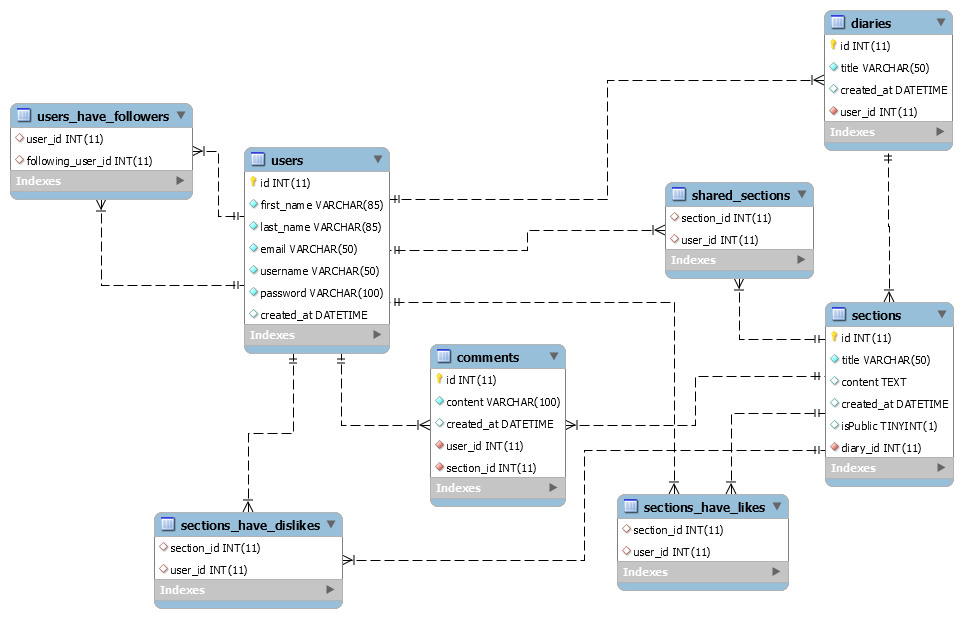 diaries
id INT(11)
title VARCHAR(50)
created_at DATETIME
user_id INT(11)
Indexes
users_have_followers
user_id INT(11)
following_user_id INT(11)
Indexes
users
id INT(11)
first_name VARCHAR(85)
last_name VARCHAR(85)
email VARCHAR(50)
username VARCHAR(50)
password VARCHAR(100)
created_at DATETIME
Indexes
shared_sections
section_id INT(11)
user_id INT(11)
Indexes
sections
id INT(11)
title VARCHAR(50)
content TEXT
created_at DATETIME
isPublic TINYINT(1)
diary_id INT(11)
Indexes
comments
id INT(11)
content VARCHAR(100)
created_at DATETIME
user_id INT(11)
section_id INT(11)
Indexes
sections_have_likes
section_id INT(11)
user_id INT(11)
Indexes
sections_have_dislikes
section_id INT(11)
user_id INT(11)
Indexes